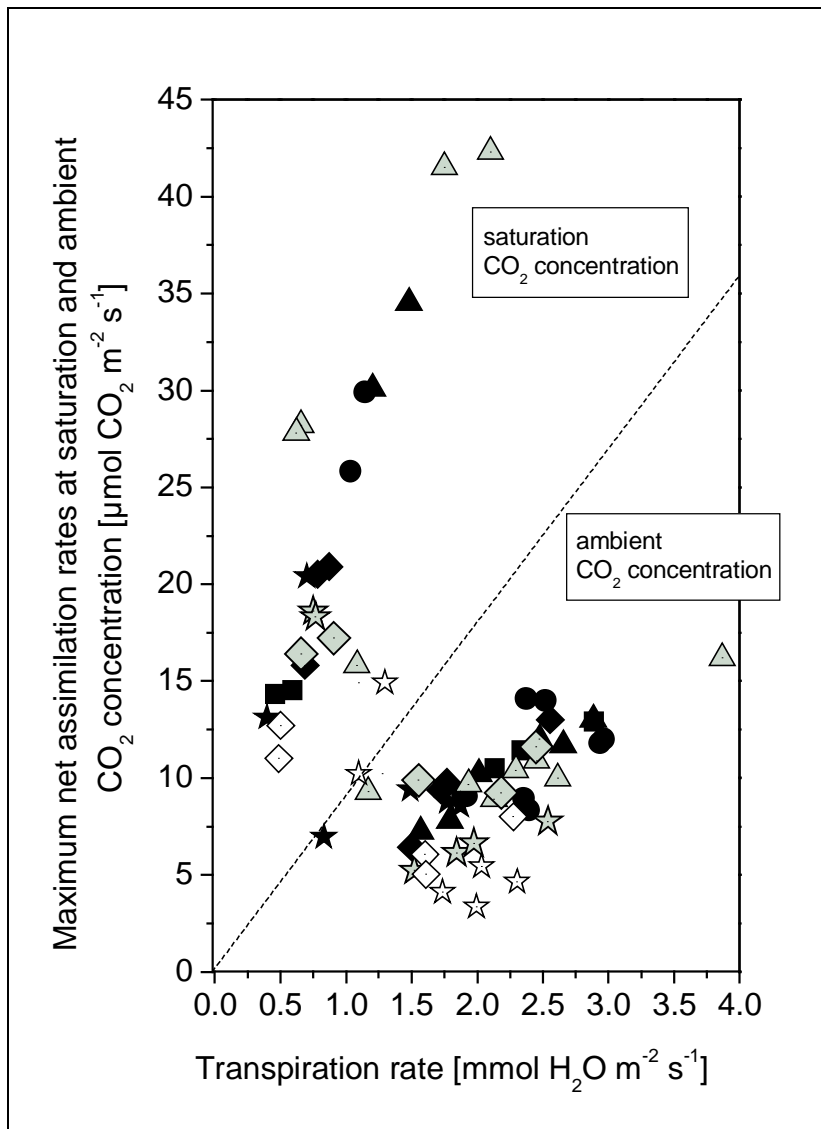 Maximum net assimilation rates at saturation and ambient
CO₂ concentration [µmol CO₂ m⁻² s⁻¹]
45
40
35
30
25
20
15
10
5
0
saturation
CO₂ concentration
ambient
CO₂ concentration
0.0 0.5 1.0 1.5 2.0 2.5 3.0 3.5 4.0
Transpiration rate [mmol H₂O m⁻² s⁻¹]